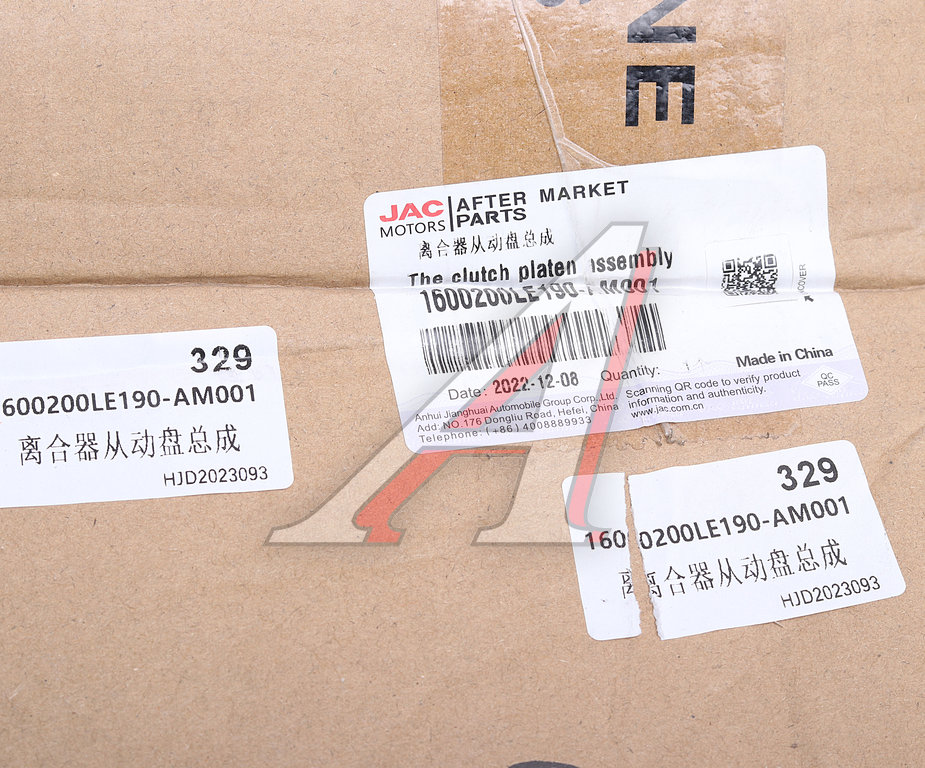 NE
JAC MOTORS
AFTER MARKET PARTS
离合器从动盘总成
The clutch platen assembly
1600200LE190-AM001
Date: 2022-12-08 Quantity: 1
Made in China
QC PASS
Anhui Jianghuai Automobile Group Corp.,Ltd.
Add: NO.176 Dongliu Road, Hefei, China
Telephone: (+86) 4008889933
Scanning QR code to verify product
information and authenticity.
www.jac.com.cn
329
600200LE190-AM001
离合器从动盘总成
HJD2023093
329
160 0200LE190-AM001
离合器从动盘总成
HJD2023093